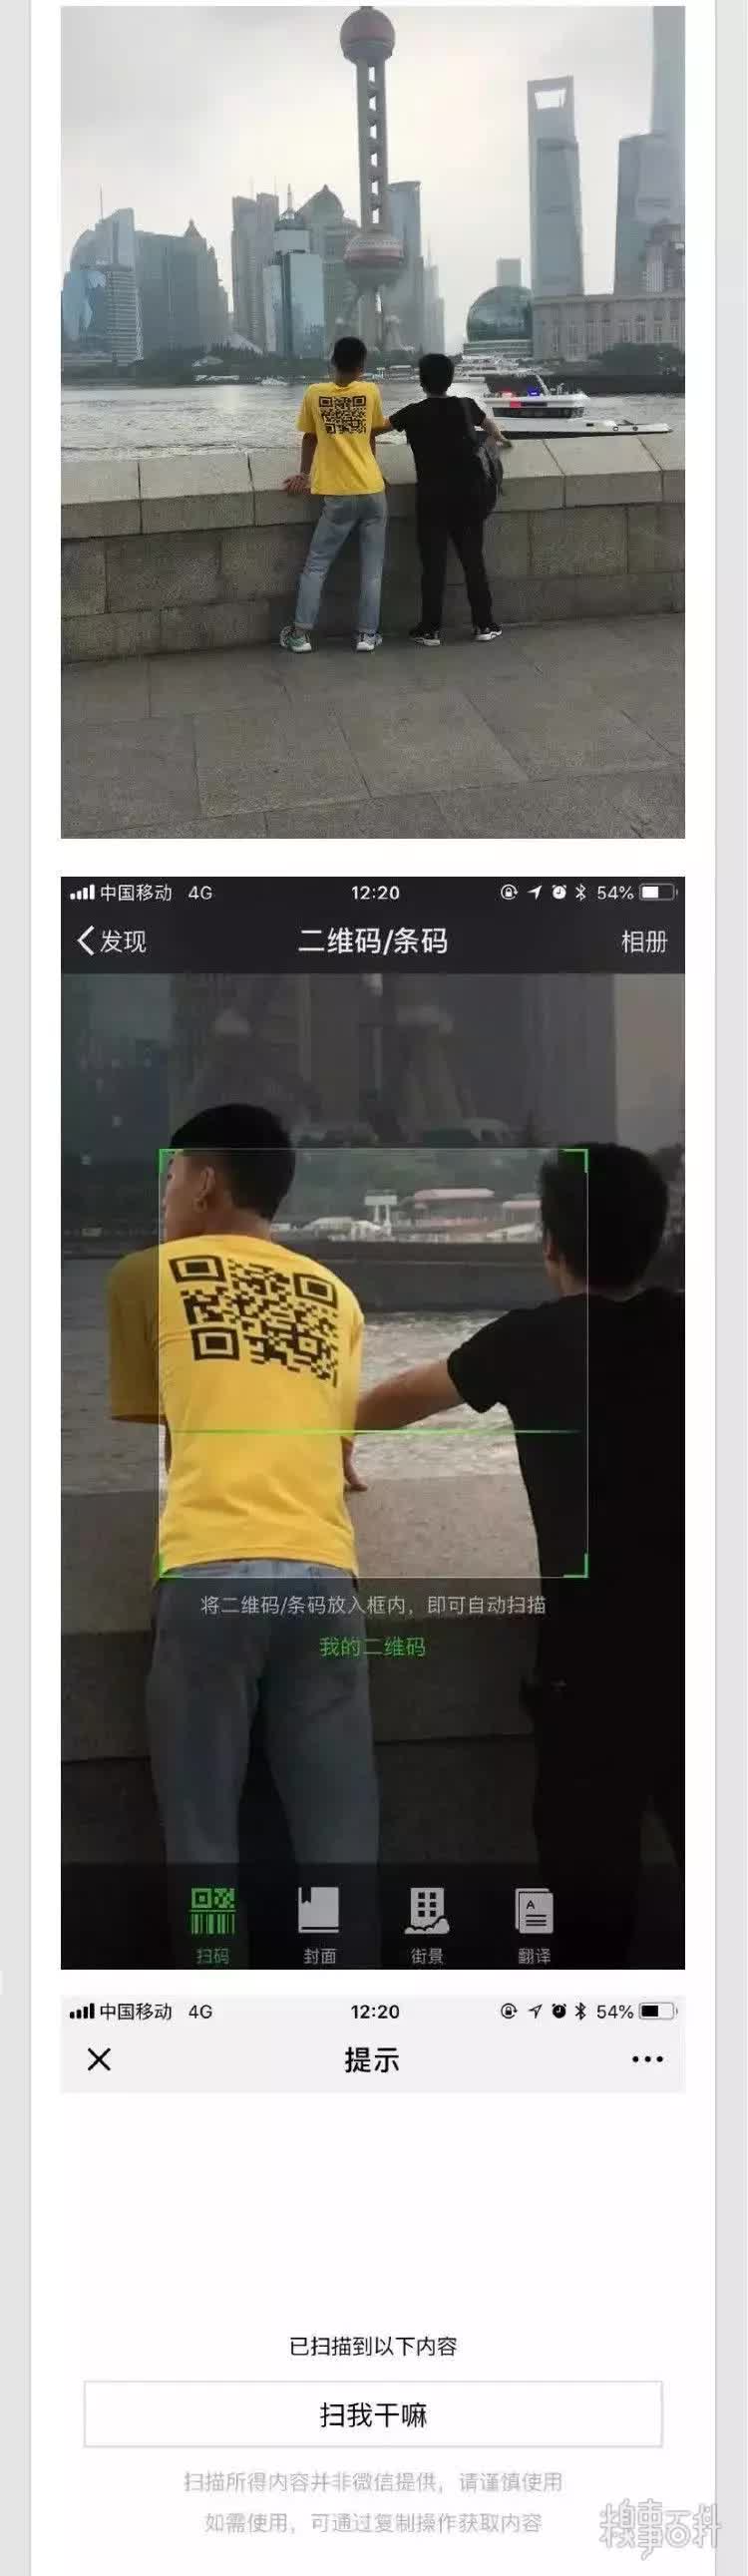 中国移动 4G 12:20 54%
发现 二维码/条码 相册
将二维码/条码放入框内，即可自动扫描
我的二维码
扫码 封面 街景 翻译
A
中国移动 4G 12:20 54%
提示
已扫描到以下内容
扫我干嘛
扫描所得内容并非微信提供，请谨慎使用
如需使用，可通过复制操作获取内容
糗事百科